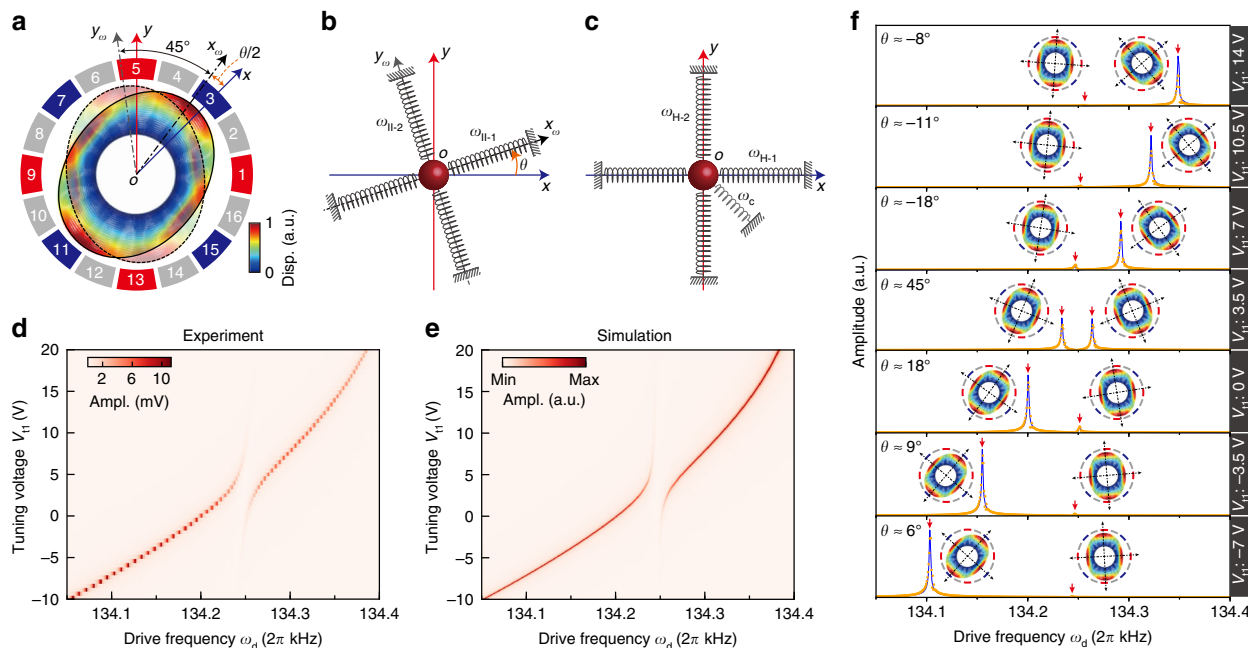 a
y_ω
y
45°
x_ω
θ/2
x
6
5
4
7
3
8
2
9
o
1
10
16
11
15
12
13
14
1
0
Disp. (a.u.)
b
y_ω
y
ω_II-2
ω_II-1
x_ω
o
θ
x
c
y
ω_H-2
o
ω_H-1
x
ω_c
d
Experiment
Tuning voltage V_t1 (V)
20
15
10
5
0
−5
−10
2 6 10
Ampl. (mV)
134.1 134.2 134.3 134.4
Drive frequency ω_d (2π kHz)
e
Simulation
Tuning voltage V_t1 (V)
20
15
10
5
0
−5
−10
Min Max
Ampl. (a.u.)
134.1 134.2 134.3 134.4
Drive frequency ω_d (2π kHz)
f
Amplitude (a.u.)
θ ≈ −8°
V_t1: 14 V
θ ≈ −11°
V_t1: 10.5 V
θ ≈ −18°
V_t1: 7 V
θ ≈ 45°
V_t1: 3.5 V
θ ≈ 18°
V_t1: 0 V
θ ≈ 9°
V_t1: −3.5 V
θ ≈ 6°
V_t1: −7 V
134.1 134.2 134.3 134.4
Drive frequency ω_d (2π kHz)